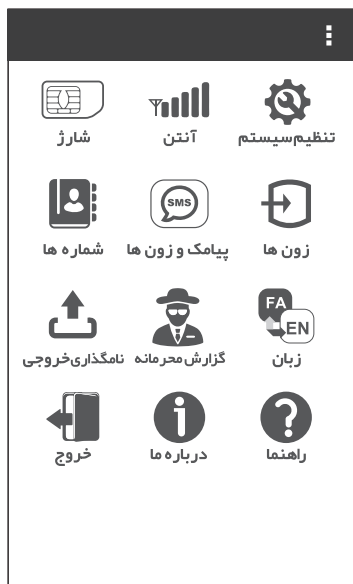 تنظیم‌سیستم
آنتن
شارژ
SMS
زون ها
پیامک و زون ها
شماره ها
FA
EN
زبان
گزارش محرمانه
نامگذاری‌خروجی
راهنما
درباره ما
خروج